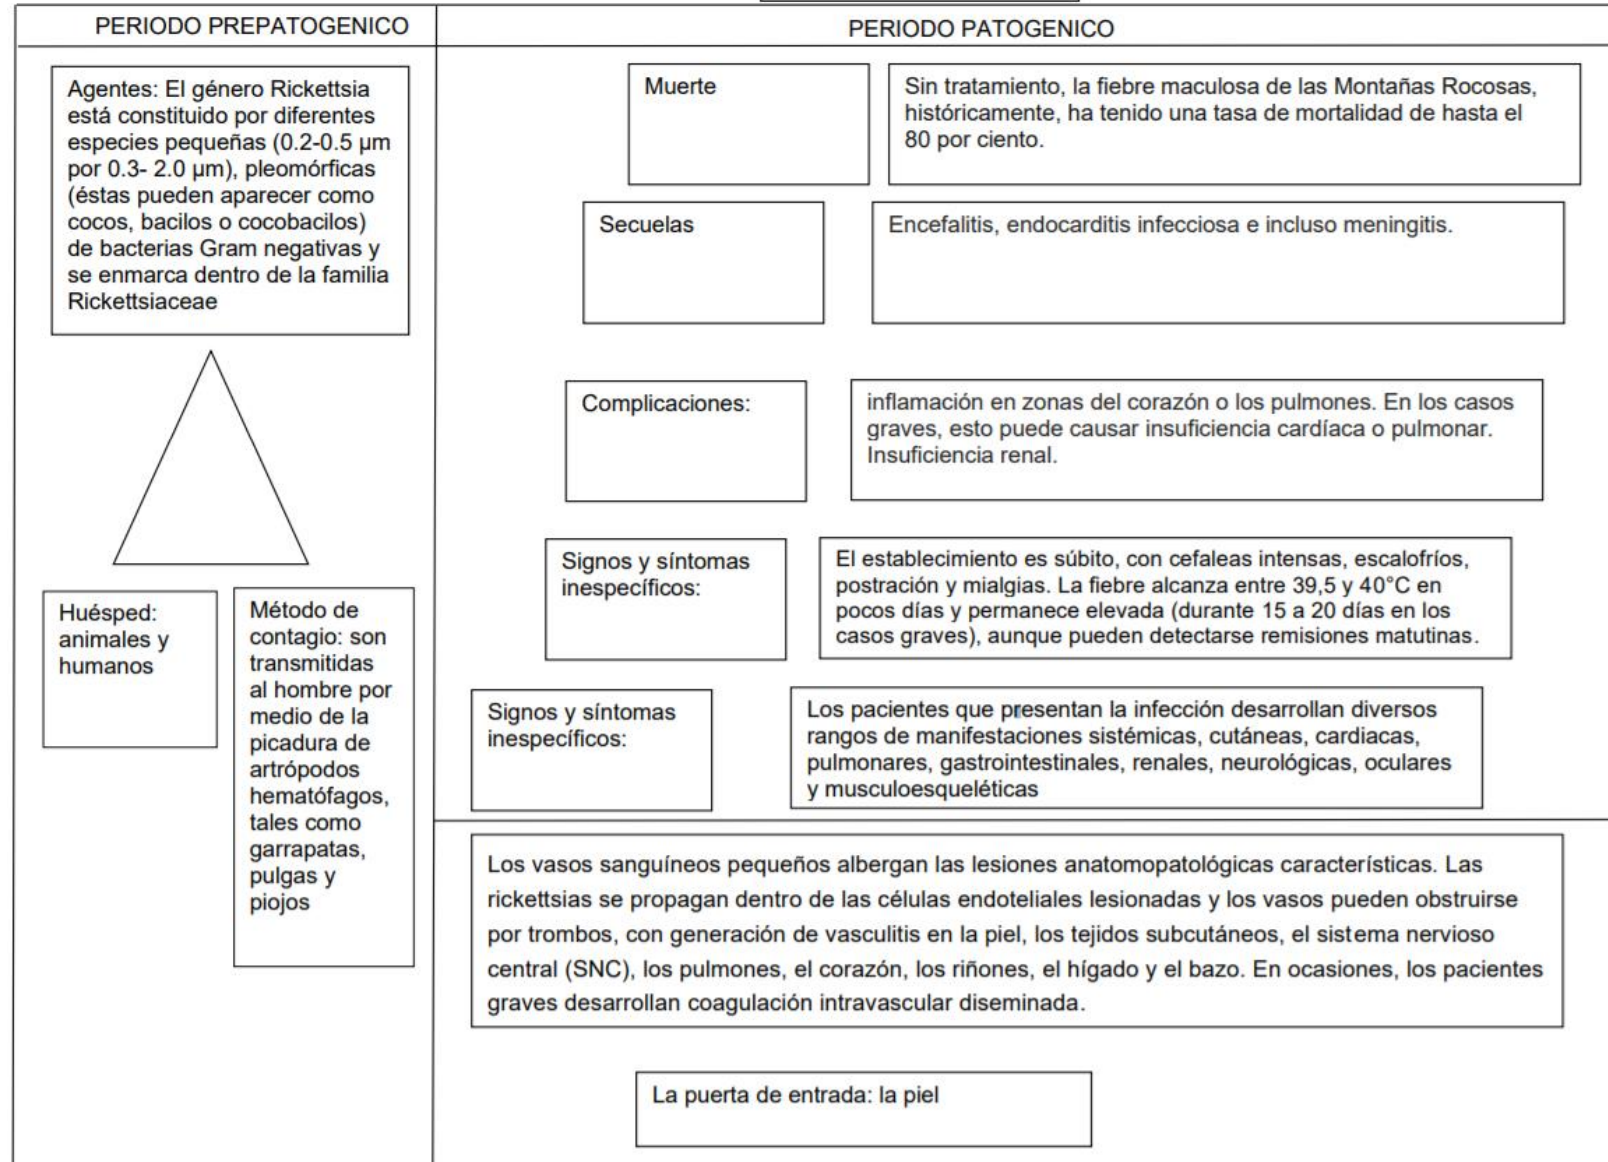 PERIODO PREPATOGENICO
PERIODO PATOGENICO
Agentes: El género Rickettsia
está constituido por diferentes
especies pequeñas (0.2-0.5 μm
por 0.3- 2.0 μm), pleomórficas
(éstas pueden aparecer como
cocos, bacilos o cocobacilos)
de bacterias Gram negativas y
se enmarca dentro de la familia
Rickettsiaceae
Huésped:
animales y
humanos
Método de
contagio: son
transmitidas
al hombre por
medio de la
picadura de
artrópodos
hematófagos,
tales como
garrapatas,
pulgas y
piojos
Muerte
Sin tratamiento, la fiebre maculosa de las Montañas Rocosas,
históricamente, ha tenido una tasa de mortalidad de hasta el
80 por ciento.
Secuelas
Encefalitis, endocarditis infecciosa e incluso meningitis.
Complicaciones:
inflamación en zonas del corazón o los pulmones. En los casos
graves, esto puede causar insuficiencia cardíaca o pulmonar.
Insuficiencia renal.
Signos y síntomas
inespecíficos:
El establecimiento es súbito, con cefaleas intensas, escalofríos,
postración y mialgias. La fiebre alcanza entre 39,5 y 40°C en
pocos días y permanece elevada (durante 15 a 20 días en los
casos graves), aunque pueden detectarse remisiones matutinas.
Signos y síntomas
inespecíficos:
Los pacientes que presentan la infección desarrollan diversos
rangos de manifestaciones sistémicas, cutáneas, cardiacas,
pulmonares, gastrointestinales, renales, neurológicas, oculares
y musculoesqueléticas
Los vasos sanguíneos pequeños albergan las lesiones anatomopatológicas características. Las
rickettsias se propagan dentro de las células endoteliales lesionadas y los vasos pueden obstruirse
por trombos, con generación de vasculitis en la piel, los tejidos subcutáneos, el sistema nervioso
central (SNC), los pulmones, el corazón, los riñones, el hígado y el bazo. En ocasiones, los pacientes
graves desarrollan coagulación intravascular diseminada.
La puerta de entrada: la piel